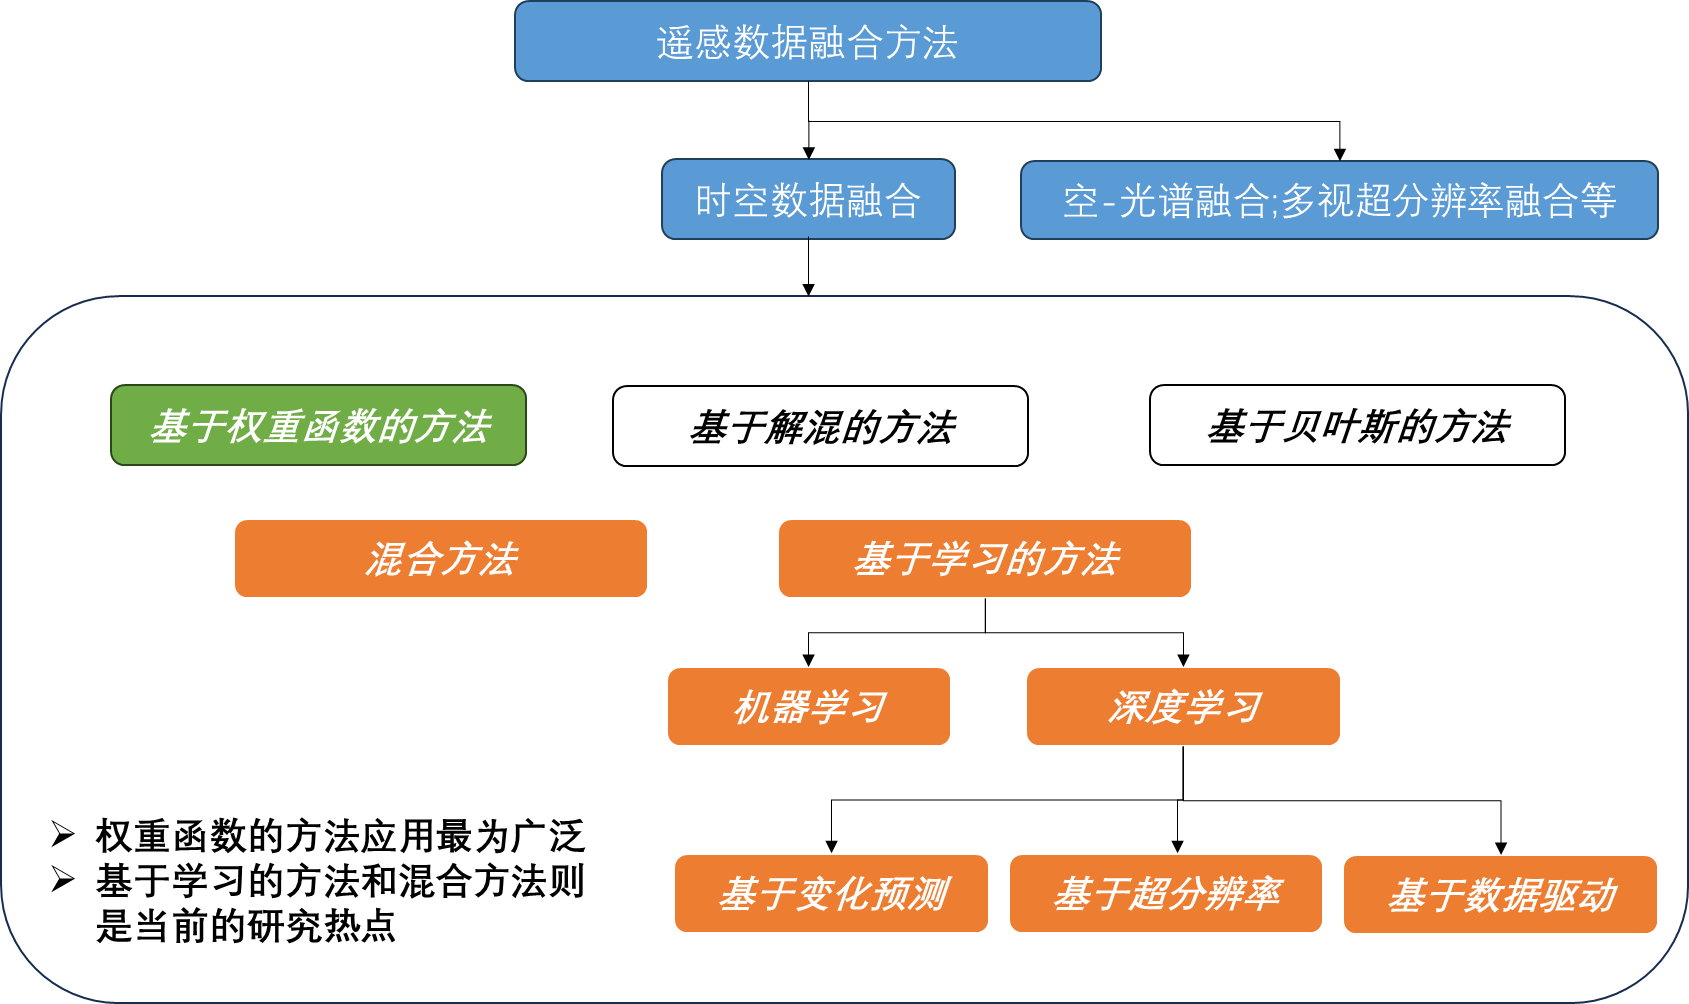 遥感数据融合方法
时空数据融合
空-光谱融合;多视超分辨率融合等
基于权重函数的方法
基于解混的方法
基于贝叶斯的方法
混合方法
基于学习的方法
机器学习
深度学习
权重函数的方法应用最为广泛
基于学习的方法和混合方法则
是当前的研究热点
基于变化预测
基于超分辨率
基于数据驱动